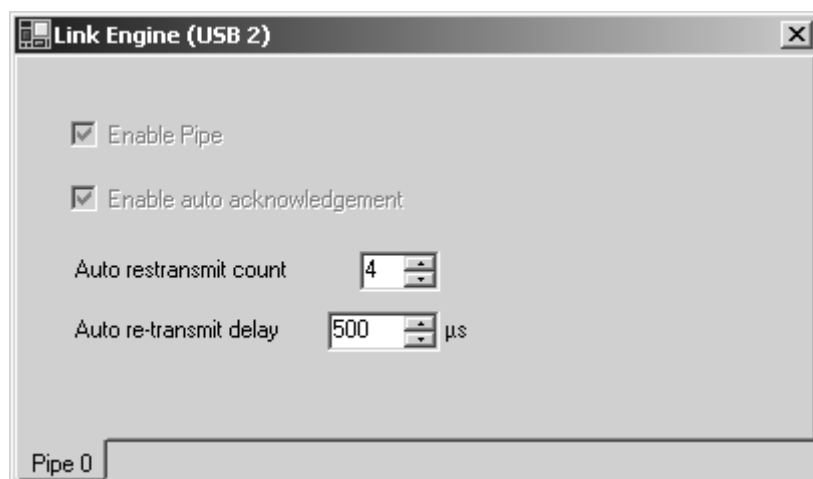 Link Engine (USB 2)
Enable Pipe
Enable auto acknowledgement
Auto restransmit count 4
Auto re-transmit delay 500 µs
Pipe 0